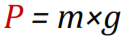 P = m×g